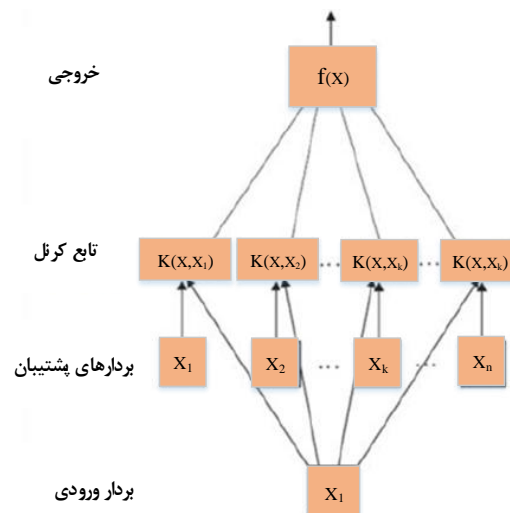 خروجی
f(X)
تابع کرنل
K(X,X₁) K(X,X₂) ... K(X,Xₖ) ... K(X,Xₖ)
بردارهای پشتیبان
X₁ X₂ ... Xₖ ... Xₙ
بردار ورودی
X₁